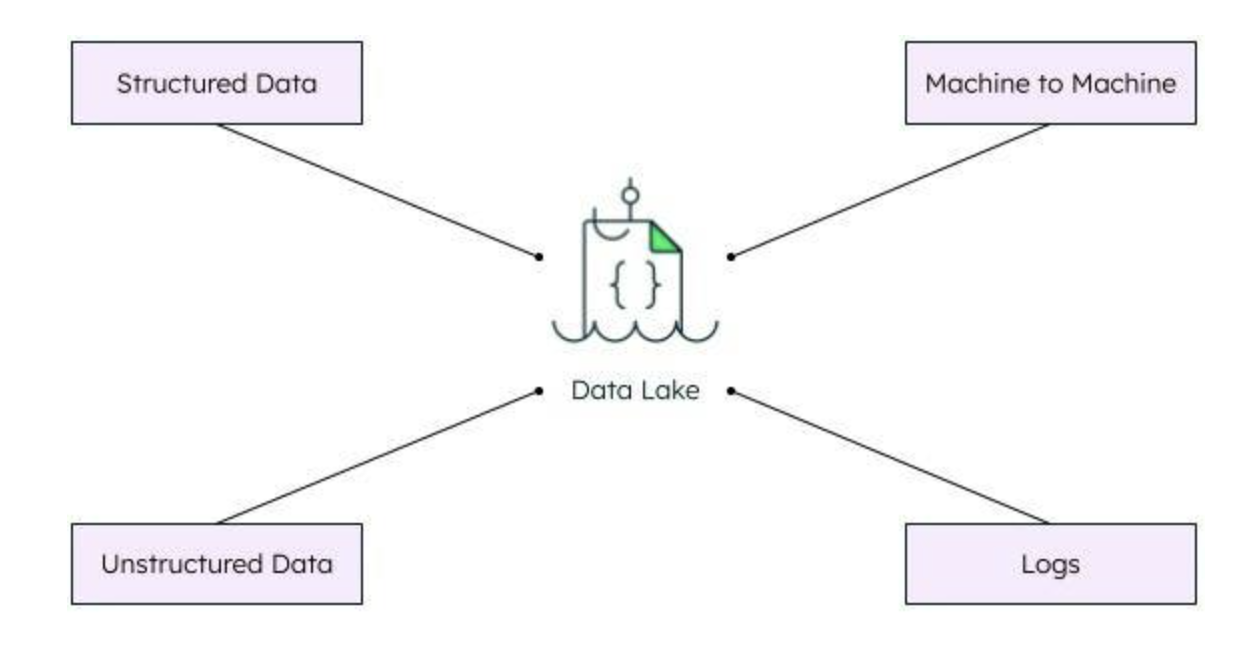 Structured Data
Machine to Machine
{ }
Data Lake
Unstructured Data
Logs